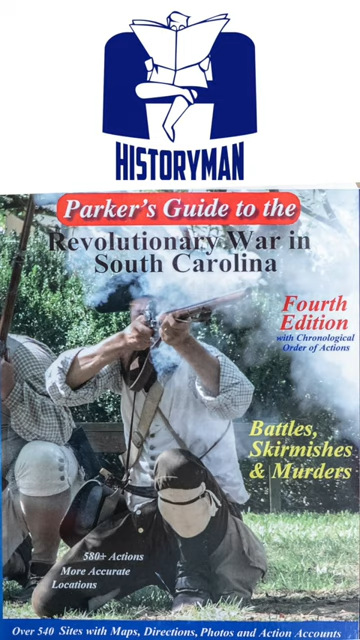 HISTORYMAN
Parker's Guide to the
Revolutionary War in
South Carolina
Fourth
Edition
with Chronological
Order of Actions
Battles,
Skirmishes
& Murders
580+ Actions
More Accurate
Locations
Over 540 Sites with Maps, Directions, Photos and Action Accounts